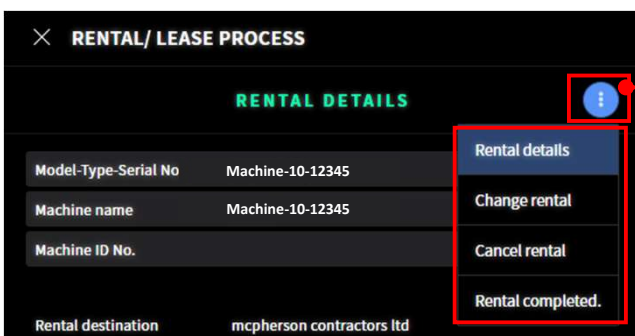 RENTAL/ LEASE PROCESS
RENTAL DETAILS
Rental details
Model-Type-Serial No Machine-10-12345
Change rental
Machine name Machine-10-12345
Machine ID No.
Cancel rental
Rental completed.
Rental destination mcpherson contractors ltd